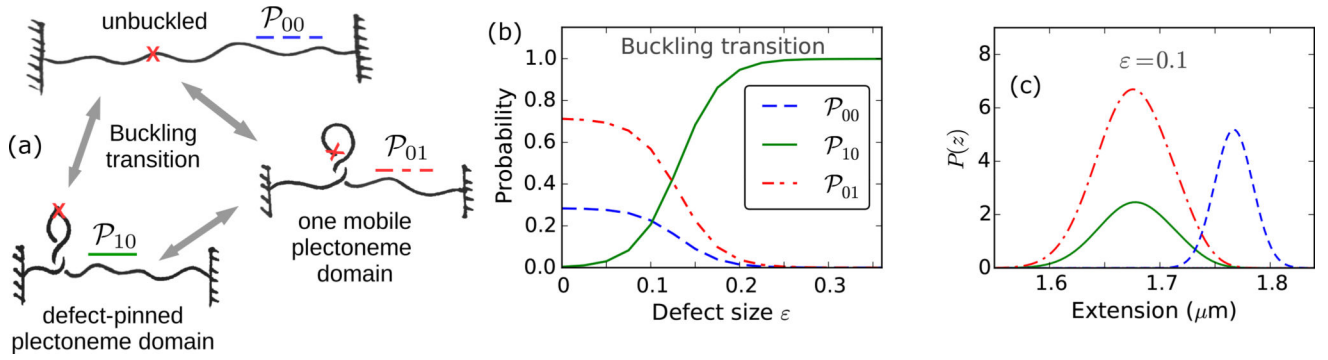 (a)
unbuckled
𝒫00
Buckling
transition
𝒫01
one mobile
plectoneme
domain
𝒫10
defect-pinned
plectoneme domain
(b)
Buckling transition
𝒫00
𝒫10
𝒫01
Probability
1.0
0.8
0.6
0.4
0.2
0.0
0
0.1
0.2
0.3
Defect size ε
(c)
ε=0.1
P(z)
8
6
4
2
0
1.6
1.7
1.8
Extension (μm)